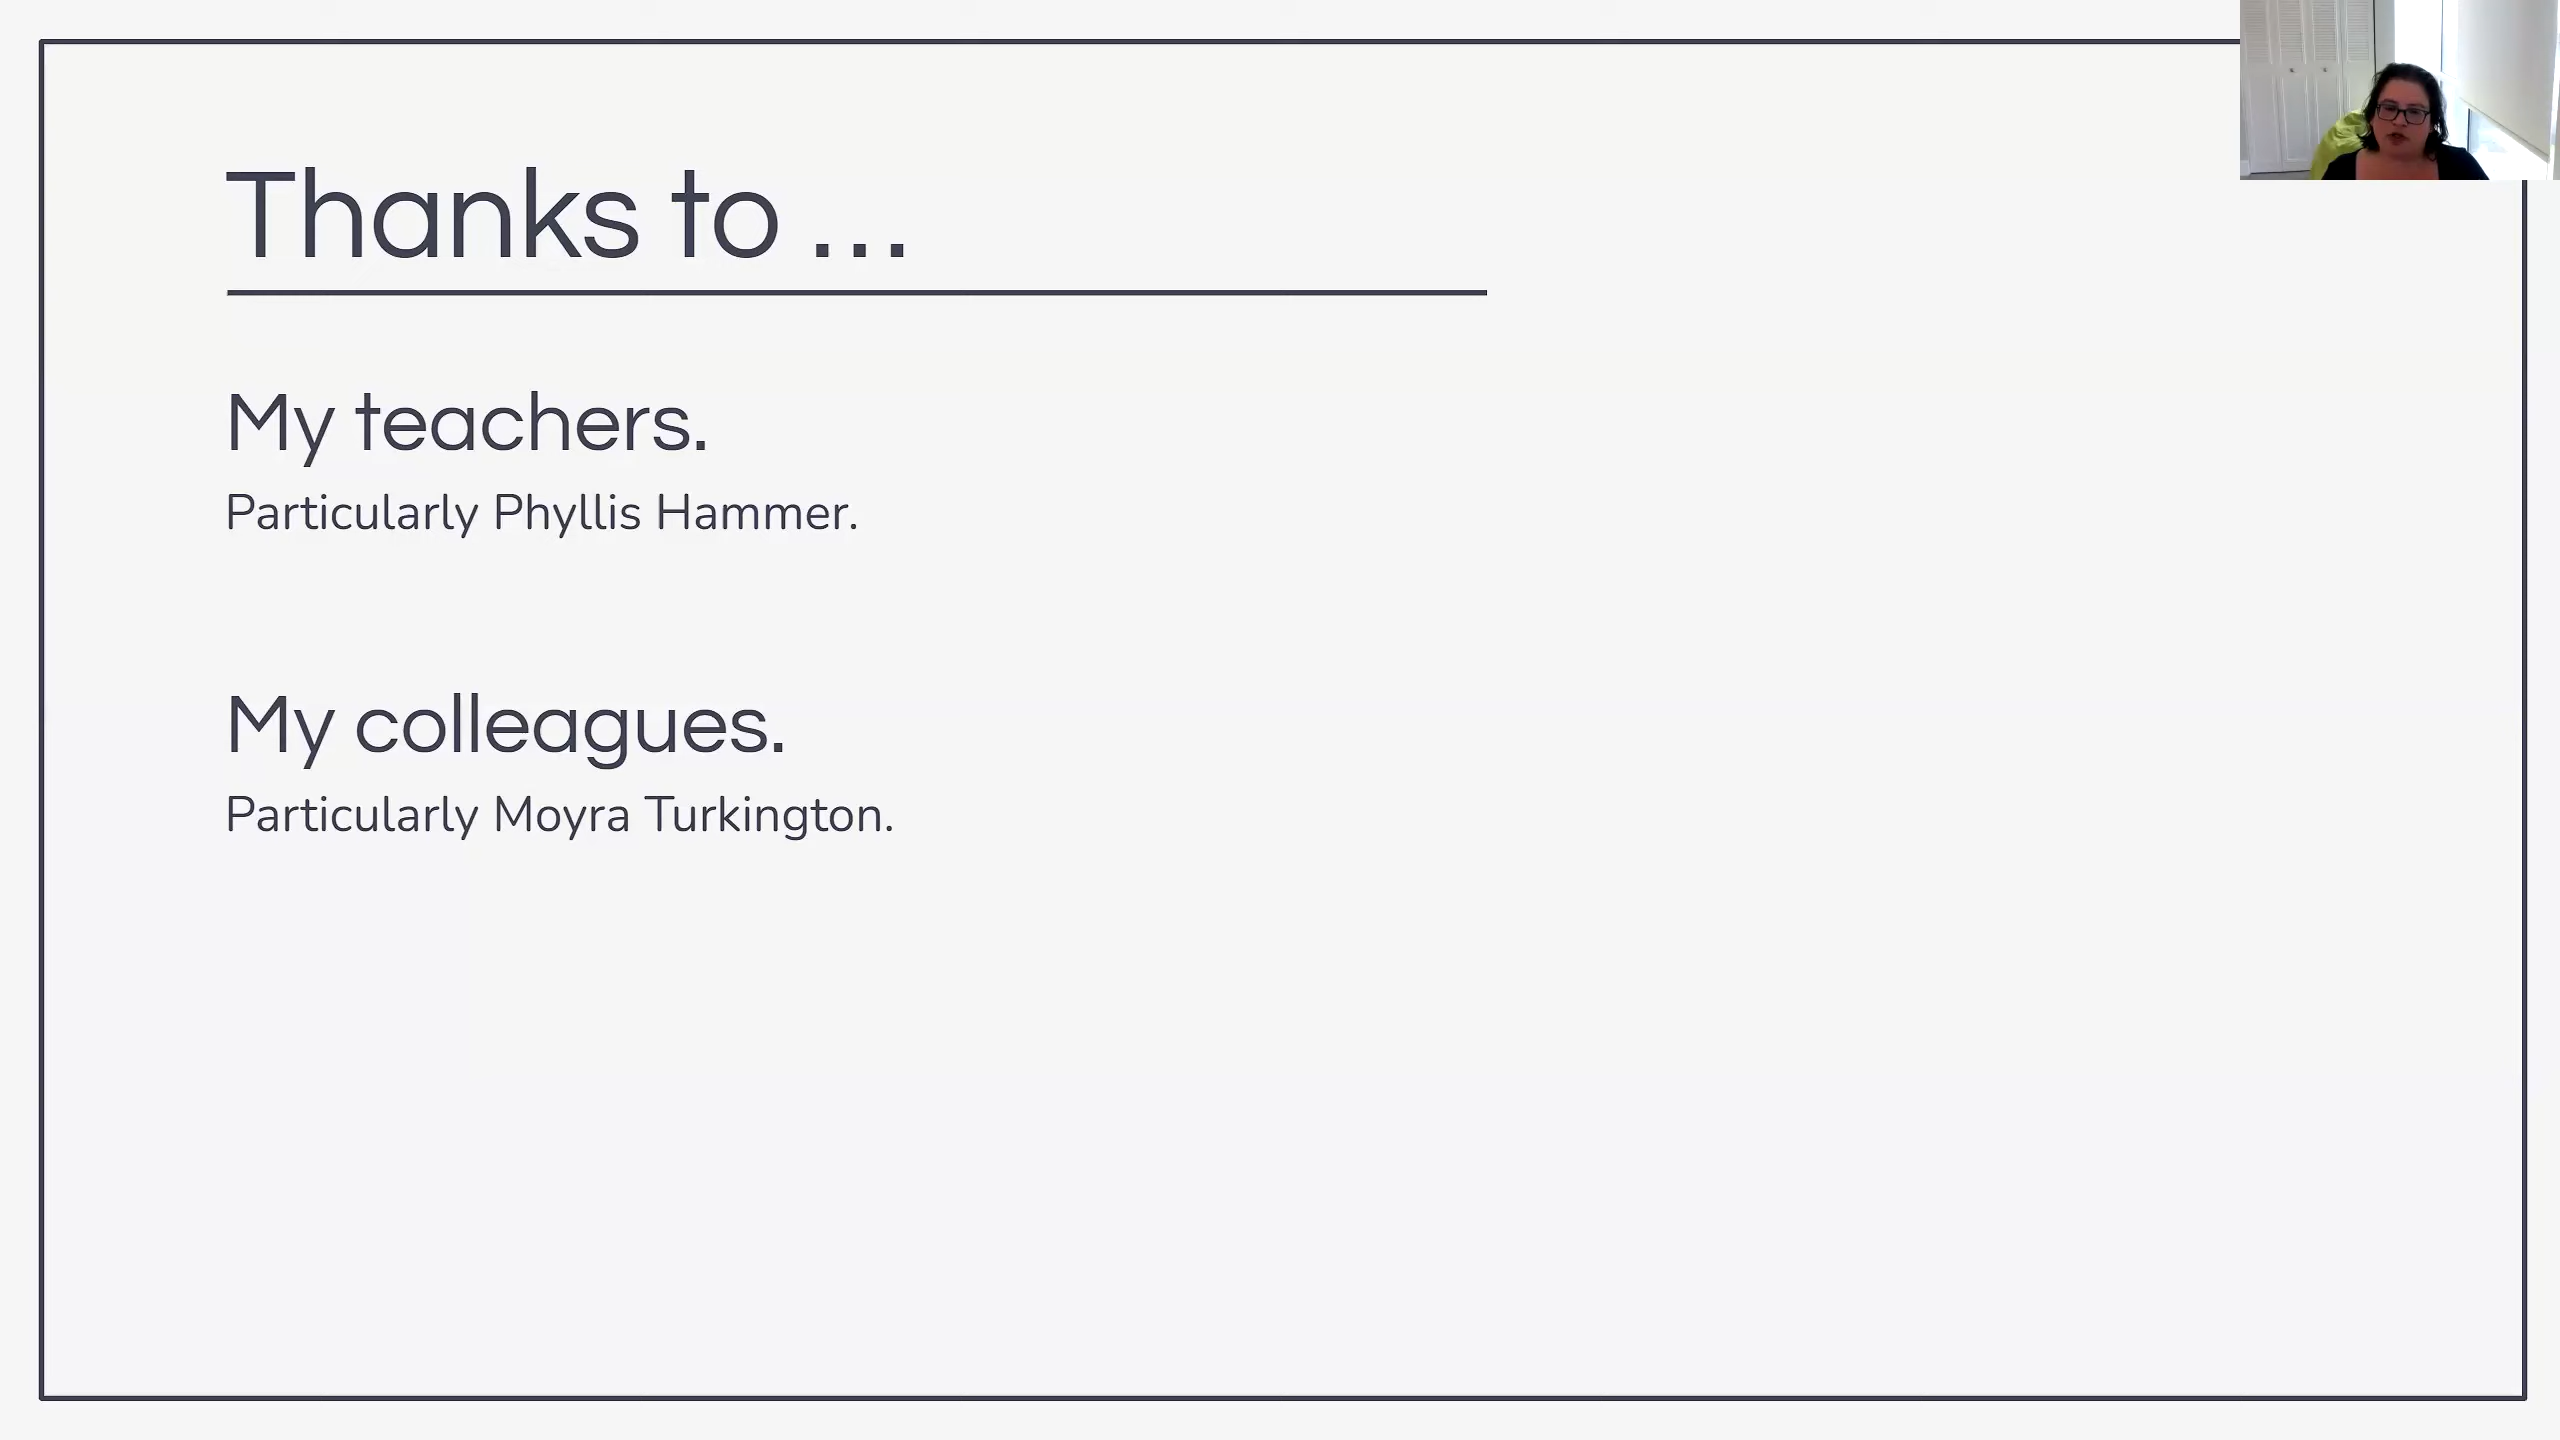 Thanks to ...
My teachers.
Particularly Phyllis Hammer.
My colleagues.
Particularly Moyra Turkington.